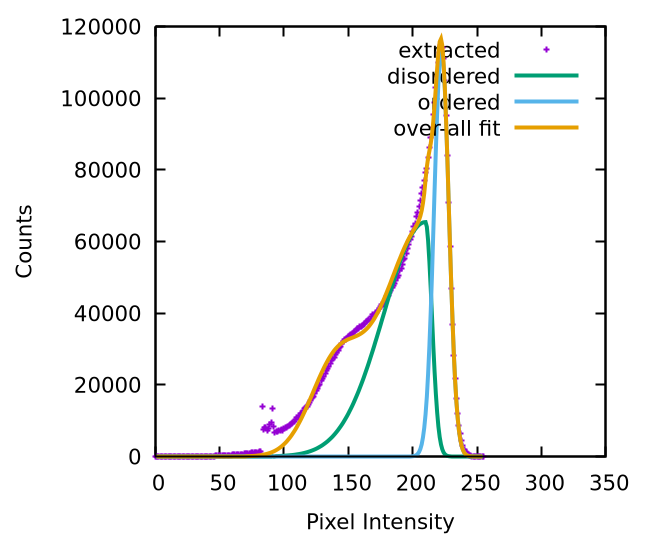 120000
100000
80000
60000
40000
20000
0
Counts
extracted
disordered
ordered
over-all fit
0 50 100 150 200 250 300 350
Pixel Intensity